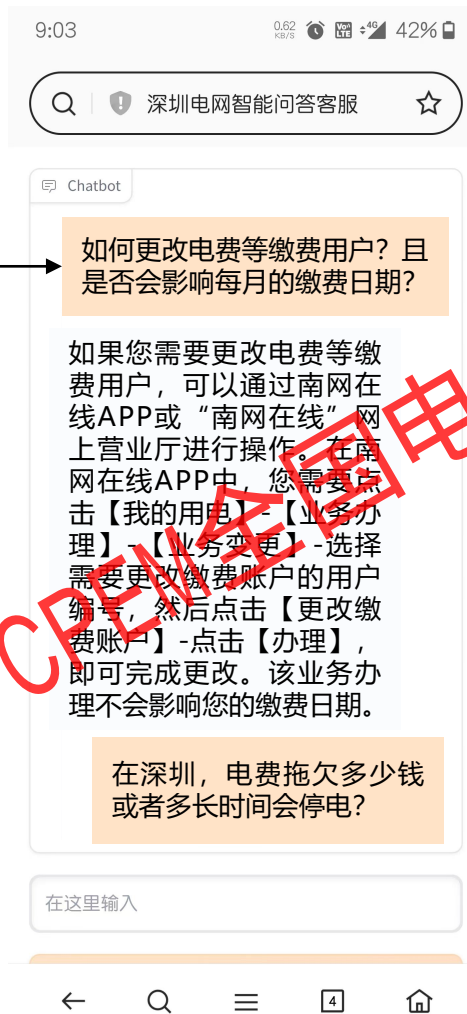 9:03
0.62
KB/S
VoLTE
4G
42%
深圳电网智能问答客服
Chatbot
如何更改电费等缴费用户？且
是否会影响每月的缴费日期？
如果您需要更改电费等缴
费用户，可以通过南网在
线APP或“南网在线”网
上营业厅进行操作。在南
网在线APP中，您需要点
击【我的用电】-【业务办
理】-【业务变更】-选择
需要更改缴费账户的用户
编号，然后点击【更改缴
费账户】-点击【办理】，
即可完成更改。该业务办
理不会影响您的缴费日期。
CPEM全国电
在深圳，电费拖欠多少钱
或者多长时间会停电？
在这里输入
4